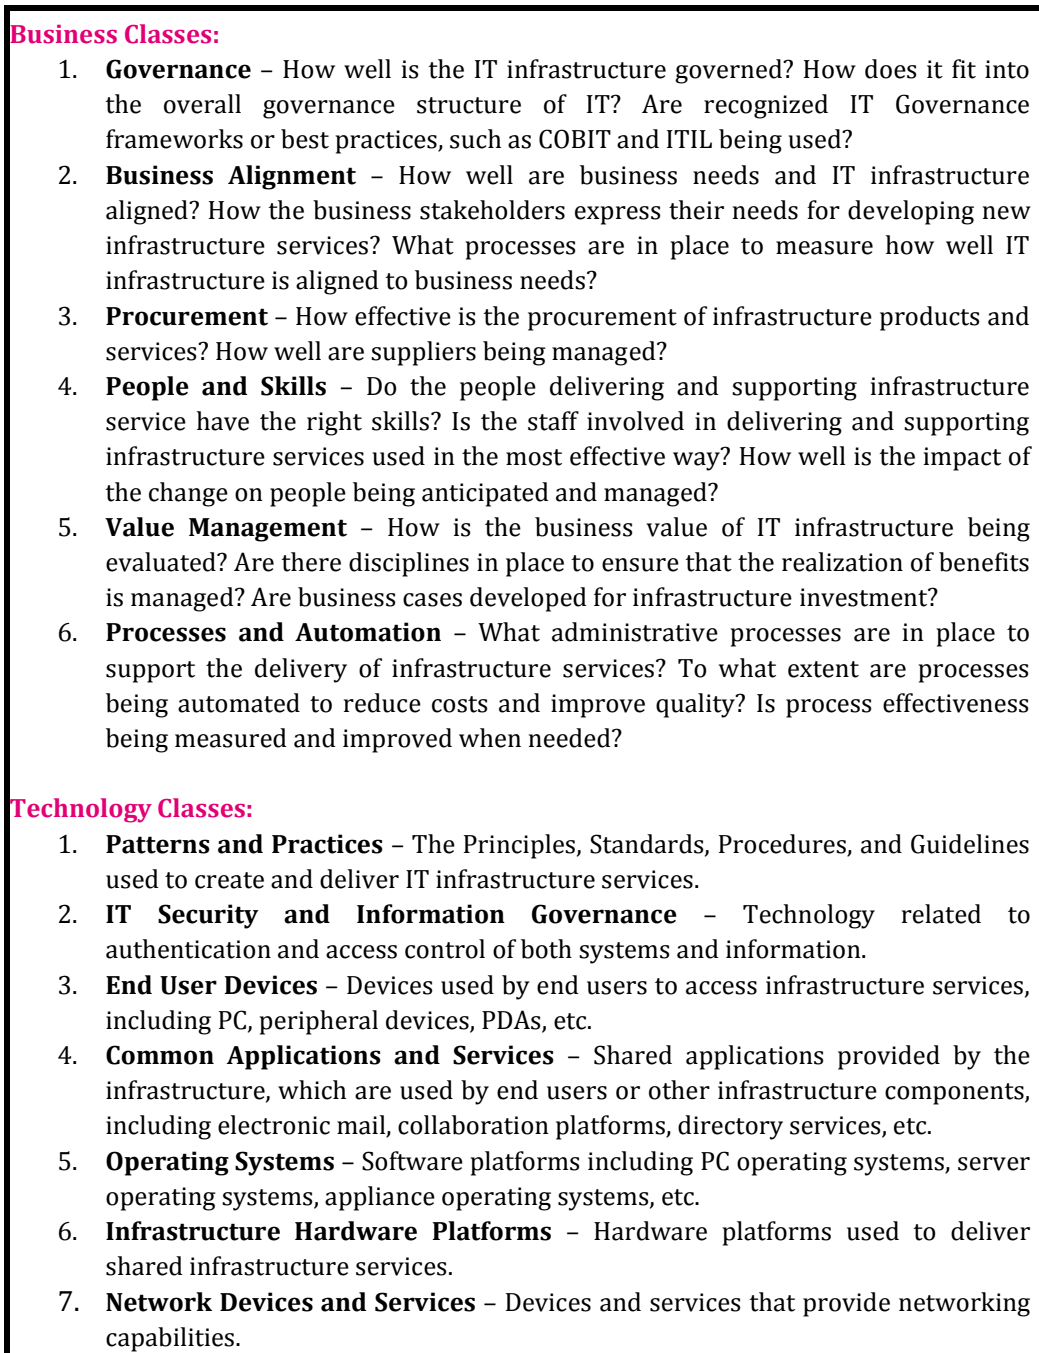 Business Classes:
1. Governance – How well is the IT infrastructure governed? How does it fit into
the overall governance structure of IT? Are recognized IT Governance
frameworks or best practices, such as COBIT and ITIL being used?
2. Business Alignment – How well are business needs and IT infrastructure
aligned? How the business stakeholders express their needs for developing new
infrastructure services? What processes are in place to measure how well IT
infrastructure is aligned to business needs?
3. Procurement – How effective is the procurement of infrastructure products and
services? How well are suppliers being managed?
4. People and Skills – Do the people delivering and supporting infrastructure
service have the right skills? Is the staff involved in delivering and supporting
infrastructure services used in the most effective way? How well is the impact of
the change on people being anticipated and managed?
5. Value Management – How is the business value of IT infrastructure being
evaluated? Are there disciplines in place to ensure that the realization of benefits
is managed? Are business cases developed for infrastructure investment?
6. Processes and Automation – What administrative processes are in place to
support the delivery of infrastructure services? To what extent are processes
being automated to reduce costs and improve quality? Is process effectiveness
being measured and improved when needed?
Technology Classes:
1. Patterns and Practices – The Principles, Standards, Procedures, and Guidelines
used to create and deliver IT infrastructure services.
2. IT Security and Information Governance – Technology related to
authentication and access control of both systems and information.
3. End User Devices – Devices used by end users to access infrastructure services,
including PC, peripheral devices, PDAs, etc.
4. Common Applications and Services – Shared applications provided by the
infrastructure, which are used by end users or other infrastructure components,
including electronic mail, collaboration platforms, directory services, etc.
5. Operating Systems – Software platforms including PC operating systems, server
operating systems, appliance operating systems, etc.
6. Infrastructure Hardware Platforms – Hardware platforms used to deliver
shared infrastructure services.
7. Network Devices and Services – Devices and services that provide networking
capabilities.